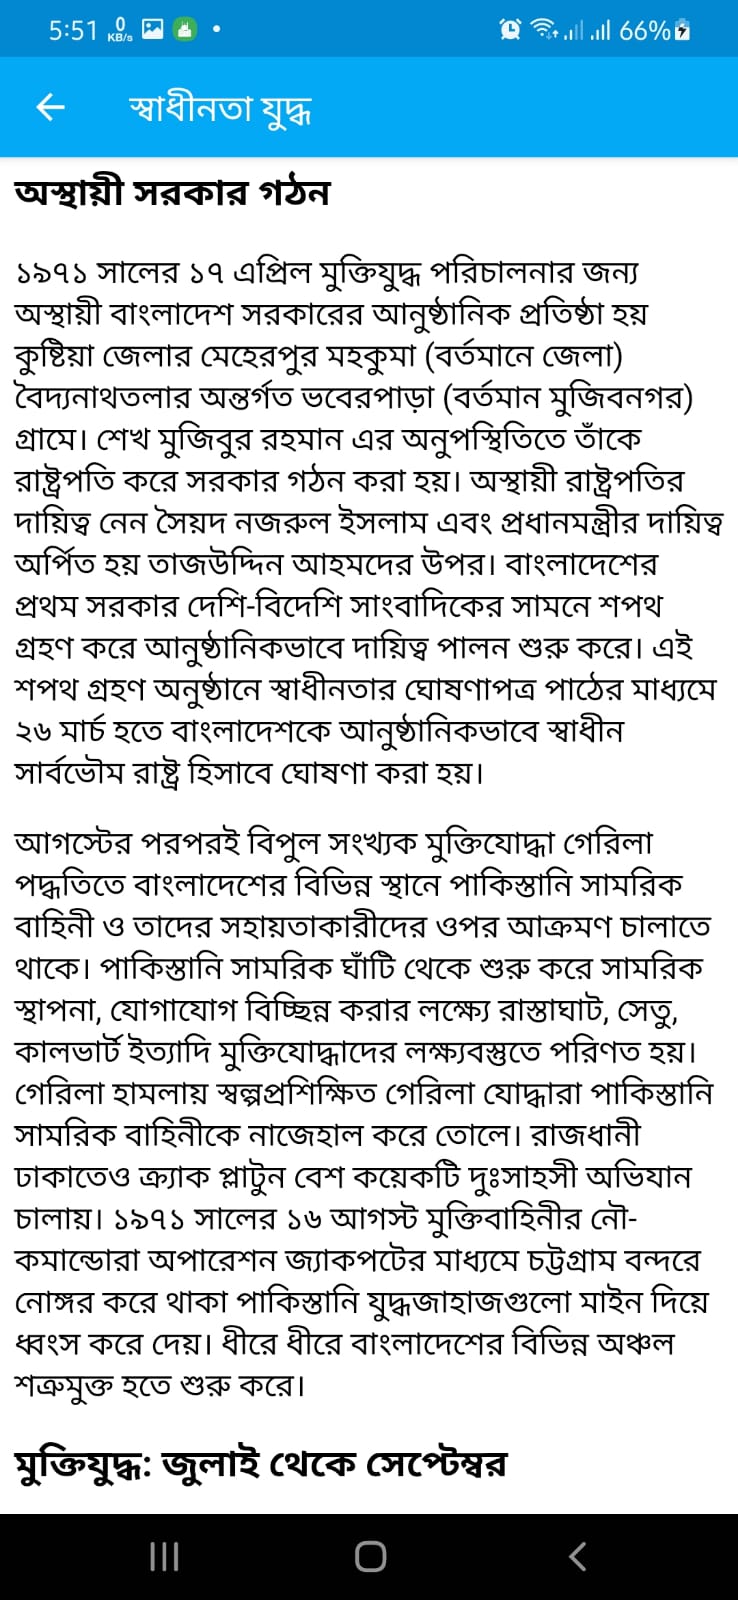 5:51 0 KB/s 66%
স্বাধীনতা যুদ্ধ
অস্থায়ী সরকার গঠন
১৯৭১ সালের ১৭ এপ্রিল মুক্তিযুদ্ধ পরিচালনার জন্য
অস্থায়ী বাংলাদেশ সরকারের আনুষ্ঠানিক প্রতিষ্ঠা হয়
কুষ্টিয়া জেলার মেহেরপুর মহকুমা (বর্তমানে জেলা)
বৈদ্যনাথতলার অন্তর্গত ভবেরপাড়া (বর্তমান মুজিবনগর)
গ্রামে। শেখ মুজিবুর রহমান এর অনুপস্থিতিতে তাঁকে
রাষ্ট্রপতি করে সরকার গঠন করা হয়। অস্থায়ী রাষ্ট্রপতির
দায়িত্ব নেন সৈয়দ নজরুল ইসলাম এবং প্রধানমন্ত্রীর দায়িত্ব
অর্পিত হয় তাজউদ্দিন আহমদের উপর। বাংলাদেশের
প্রথম সরকার দেশি-বিদেশি সাংবাদিকের সামনে শপথ
গ্রহণ করে আনুষ্ঠানিকভাবে দায়িত্ব পালন শুরু করে। এই
শপথ গ্রহণ অনুষ্ঠানে স্বাধীনতার ঘোষণাপত্র পাঠের মাধ্যমে
২৬ মার্চ হতে বাংলাদেশকে আনুষ্ঠানিকভাবে স্বাধীন
সার্বভৌম রাষ্ট্র হিসাবে ঘোষণা করা হয়।
আগস্টের পরপরই বিপুল সংখ্যক মুক্তিযোদ্ধা গেরিলা
পদ্ধতিতে বাংলাদেশের বিভিন্ন স্থানে পাকিস্তানি সামরিক
বাহিনী ও তাদের সহায়তাকারীদের ওপর আক্রমণ চালাতে
থাকে। পাকিস্তানি সামরিক ঘাঁটি থেকে শুরু করে সামরিক
স্থাপনা, যোগাযোগ বিচ্ছিন্ন করার লক্ষ্যে রাস্তাঘাট, সেতু,
কালভার্ট ইত্যাদি মুক্তিযোদ্ধাদের লক্ষ্যবস্তুতে পরিণত হয়।
গেরিলা হামলায় স্বল্পপ্রশিক্ষিত গেরিলা যোদ্ধারা পাকিস্তানি
সামরিক বাহিনীকে নাজেহাল করে তোলে। রাজধানী
ঢাকাতেও ক্র্যাক প্লাটুন বেশ কয়েকটি দুঃসাহসী অভিযান
চালায়। ১৯৭১ সালের ১৬ আগস্ট মুক্তিবাহিনীর নৌ-
কমান্ডোরা অপারেশন জ্যাকপটের মাধ্যমে চট্টগ্রাম বন্দরে
নোঙ্গর করে থাকা পাকিস্তানি যুদ্ধজাহাজগুলো মাইন দিয়ে
ধ্বংস করে দেয়। ধীরে ধীরে বাংলাদেশের বিভিন্ন অঞ্চল
শত্রুমুক্ত হতে শুরু করে।
মুক্তিযুদ্ধ: জুলাই থেকে সেপ্টেম্বর